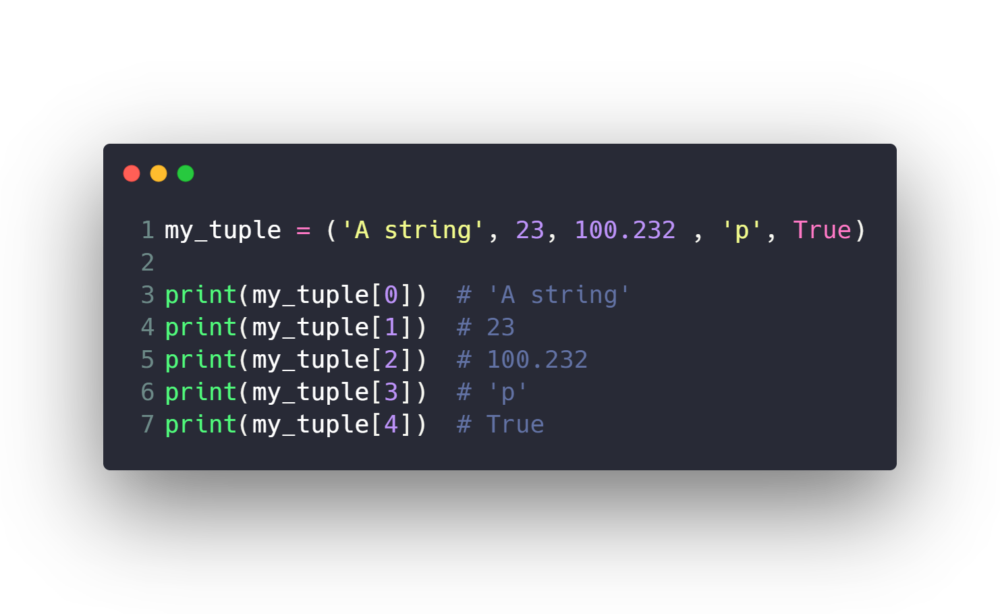 1 my_tuple = ('A string', 23, 100.232 , 'p', True)
2
3 print(my_tuple[0])  # 'A string'
4 print(my_tuple[1])  # 23
5 print(my_tuple[2])  # 100.232
6 print(my_tuple[3])  # 'p'
7 print(my_tuple[4])  # True